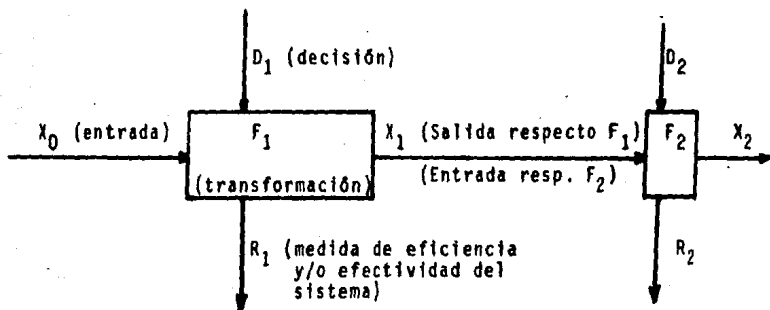 D₁ (decisión)
D₂
X₀ (entrada)
F₁
X₁ (Salida respecto F₁)
F₂
X₂
(transformación)
(Entrada resp. F₂)
R₁ (medida de eficiencia
y/o efectividad del
sistema)
R₂